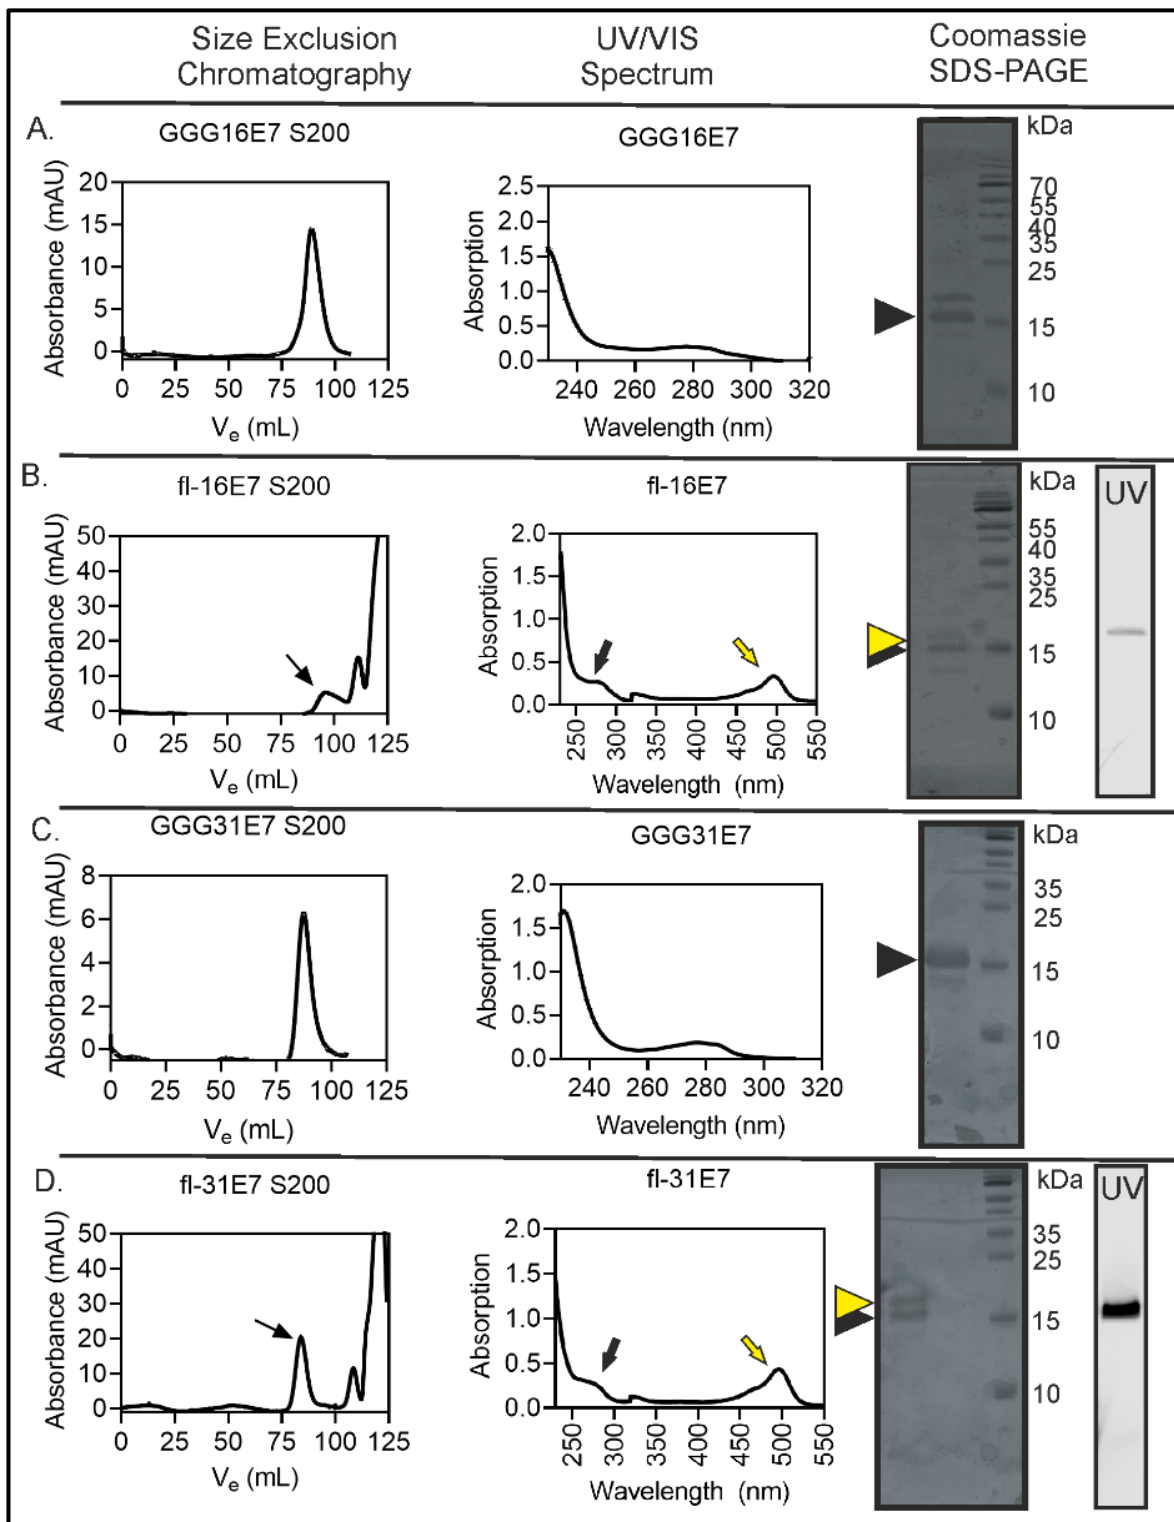 Size Exclusion
Chromatography
UV/VIS
Spectrum
Coomassie
SDS-PAGE
A.
GGG16E7 S200
Absorbance (mAU)
20
15
10
5
0
0 25 50 75 100 125
Ve (mL)
GGG16E7
Absorption
2.5
2.0
1.5
1.0
0.5
0.0
240 260 280 300 320
Wavelength (nm)
kDa
70
55
40
35
25
15
10
B.
fl-16E7 S200
Absorbance (mAU)
50
40
30
20
10
0
0 25 50 75 100 125
Ve (mL)
fl-16E7
Absorption
2.0
1.5
1.0
0.5
0.0
250 300 350 400 450 500 550
Wavelength (nm)
kDa
55
40
35
25
15
10
UV
C.
GGG31E7 S200
Absorbance (mAU)
8
6
4
2
0
0 25 50 75 100 125
Ve (mL)
GGG31E7
Absorption
2.0
1.5
1.0
0.5
0.0
240 260 280 300 320
Wavelength (nm)
kDa
35
25
15
10
D.
fl-31E7 S200
Absorbance (mAU)
50
40
30
20
10
0
0 25 50 75 100 125
Ve (mL)
fl-31E7
Absorption
2.0
1.5
1.0
0.5
0.0
250 300 350 400 450 500 550
Wavelength (nm)
kDa
35
25
15
10
UV